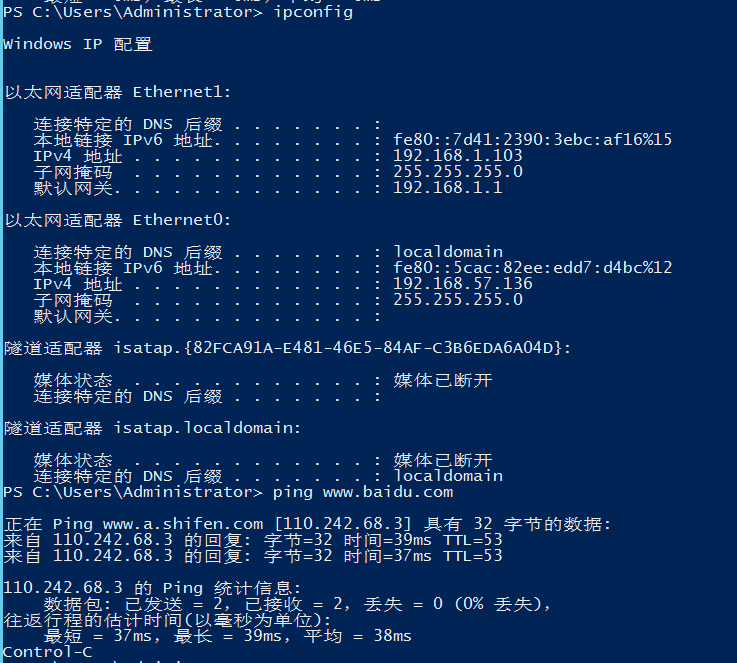 PS C:\Users\Administrator> ipconfig
Windows IP 配置
以太网适配器 Ethernet1:
连接特定的 DNS 后缀 . . . . . . . :
本地链接 IPv6 地址. . . . . . . . : fe80::7d41:2390:3ebc:af16%15
IPv4 地址 . . . . . . . . . . . . : 192.168.1.103
子网掩码  . . . . . . . . . . . . : 255.255.255.0
默认网关. . . . . . . . . . . . . : 192.168.1.1
以太网适配器 Ethernet0:
连接特定的 DNS 后缀 . . . . . . . : localdomain
本地链接 IPv6 地址. . . . . . . . : fe80::5cac:82ee:edd7:d4bc%12
IPv4 地址 . . . . . . . . . . . . : 192.168.57.136
子网掩码  . . . . . . . . . . . . : 255.255.255.0
默认网关. . . . . . . . . . . . . :
隧道适配器 isatap.{82FCA91A-E481-46E5-84AF-C3B6EDA6A04D}:
媒体状态  . . . . . . . . . . . . : 媒体已断开
连接特定的 DNS 后缀 . . . . . . . :
隧道适配器 isatap.localdomain:
媒体状态  . . . . . . . . . . . . : 媒体已断开
连接特定的 DNS 后缀 . . . . . . . : localdomain
PS C:\Users\Administrator> ping www.baidu.com
正在 Ping www.a.shifen.com [110.242.68.3] 具有 32 字节的数据:
来自 110.242.68.3 的回复: 字节=32 时间=39ms TTL=53
来自 110.242.68.3 的回复: 字节=32 时间=37ms TTL=53
110.242.68.3 的 Ping 统计信息:
数据包: 已发送 = 2，已接收 = 2，丢失 = 0 (0% 丢失)，
往返行程的估计时间(以毫秒为单位):
最短 = 37ms，最长 = 39ms，平均 = 38ms
Control-C